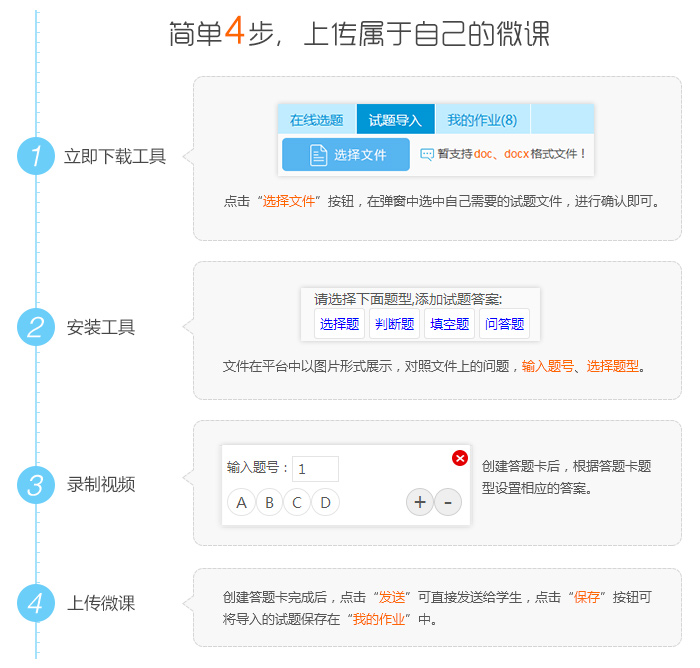 简单4步，上传属于自己的微课
1 立即下载工具
在线选题 试题导入 我的作业(8)
选择文件 暂支持doc、docx格式文件！
点击“选择文件”按钮，在弹窗中选中自己需要的试题文件，进行确认即可。
2 安装工具
请选择下面题型,添加试题答案:
选择题 判断题 填空题 问答题
文件在平台中以图片形式展示，对照文件上的问题，输入题号、选择题型。
3 录制视频
输入题号：1
A B C D + -
创建答题卡后，根据答题卡题
型设置相应的答案。
4 上传微课
创建答题卡完成后，点击“发送”可直接发送给学生，点击“保存”按钮可
将导入的试题保存在“我的作业”中。